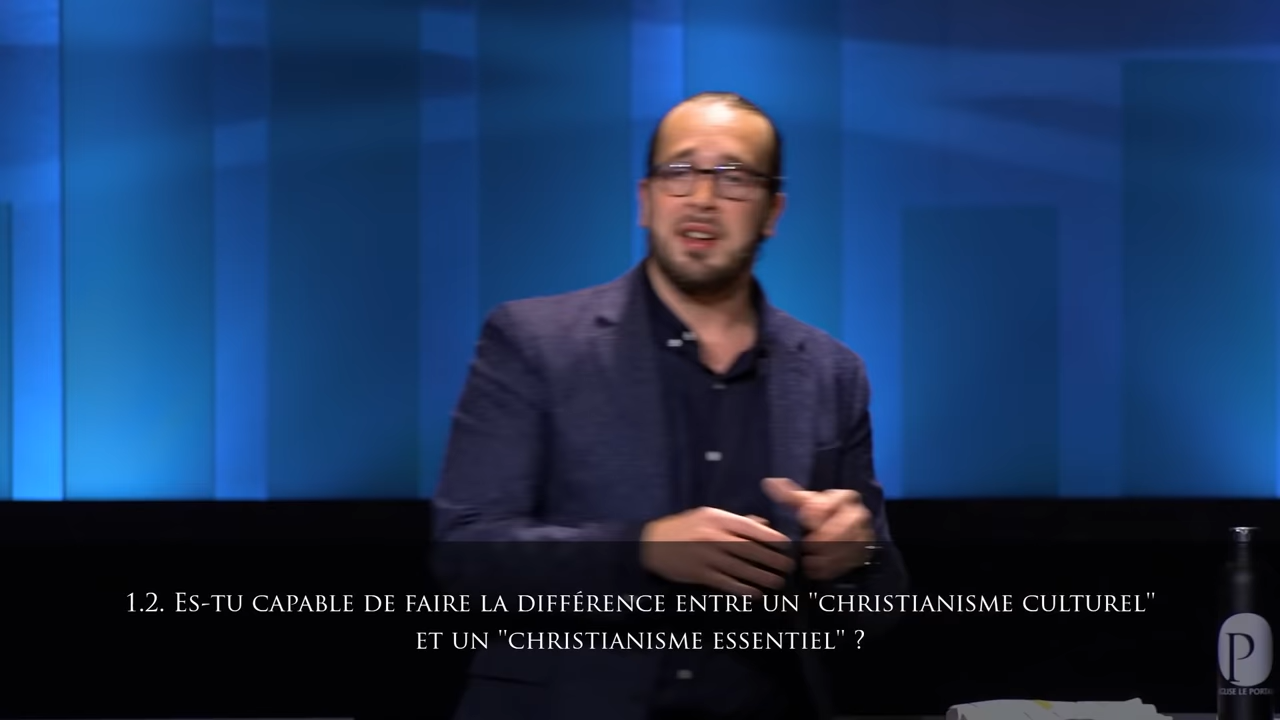 1.2. Es-tu capable de faire la différence entre un "christianisme culturel"
et un "christianisme essentiel" ?
P